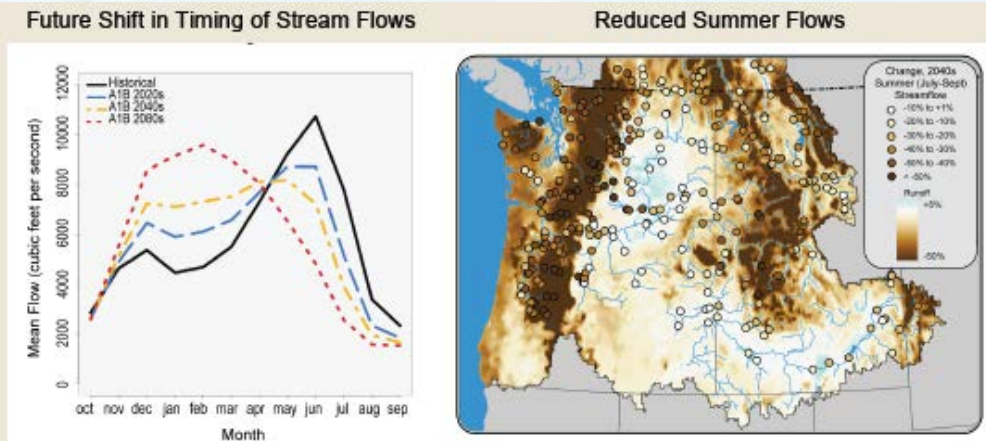 Future Shift in Timing of Stream Flows
Reduced Summer Flows
Historical
A1B 2020s
A1B 2040s
A1B 2080s
12000
10000
8000
6000
4000
2000
0
Mean Flow (cubic feet per second)
oct nov dec jan feb mar apr may jun jul aug sep
Month
Change, 2040s
Summer (July-Sept)
Streamflow
-10% to +1%
-20% to -10%
-30% to -20%
-40% to -30%
-50% to -40%
< -50%
Runoff
+5%
-50%